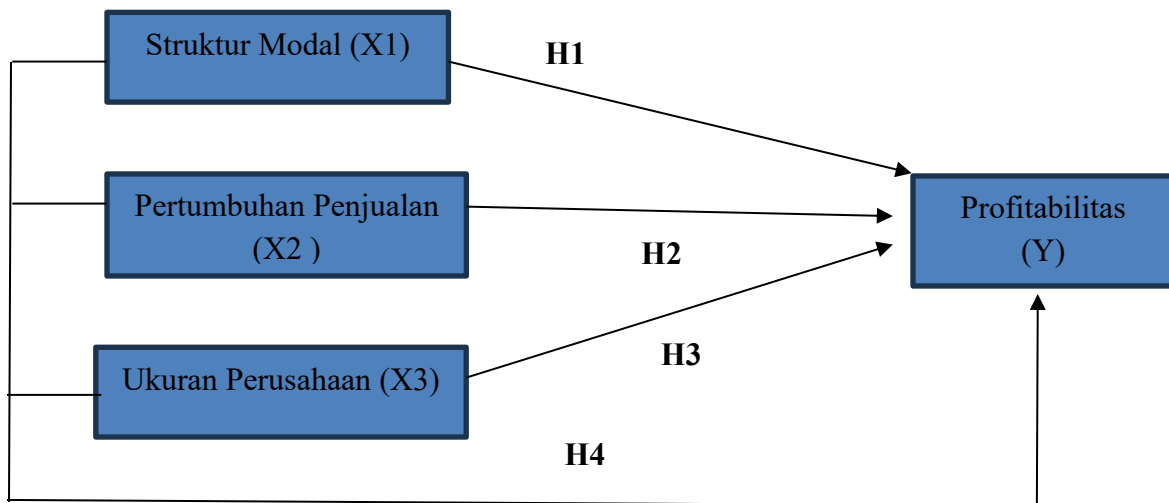 Struktur Modal (X1)
H1
Pertumbuhan Penjualan
(X2 )
H2
Profitabilitas
(Y)
Ukuran Perusahaan (X3)
H3
H4